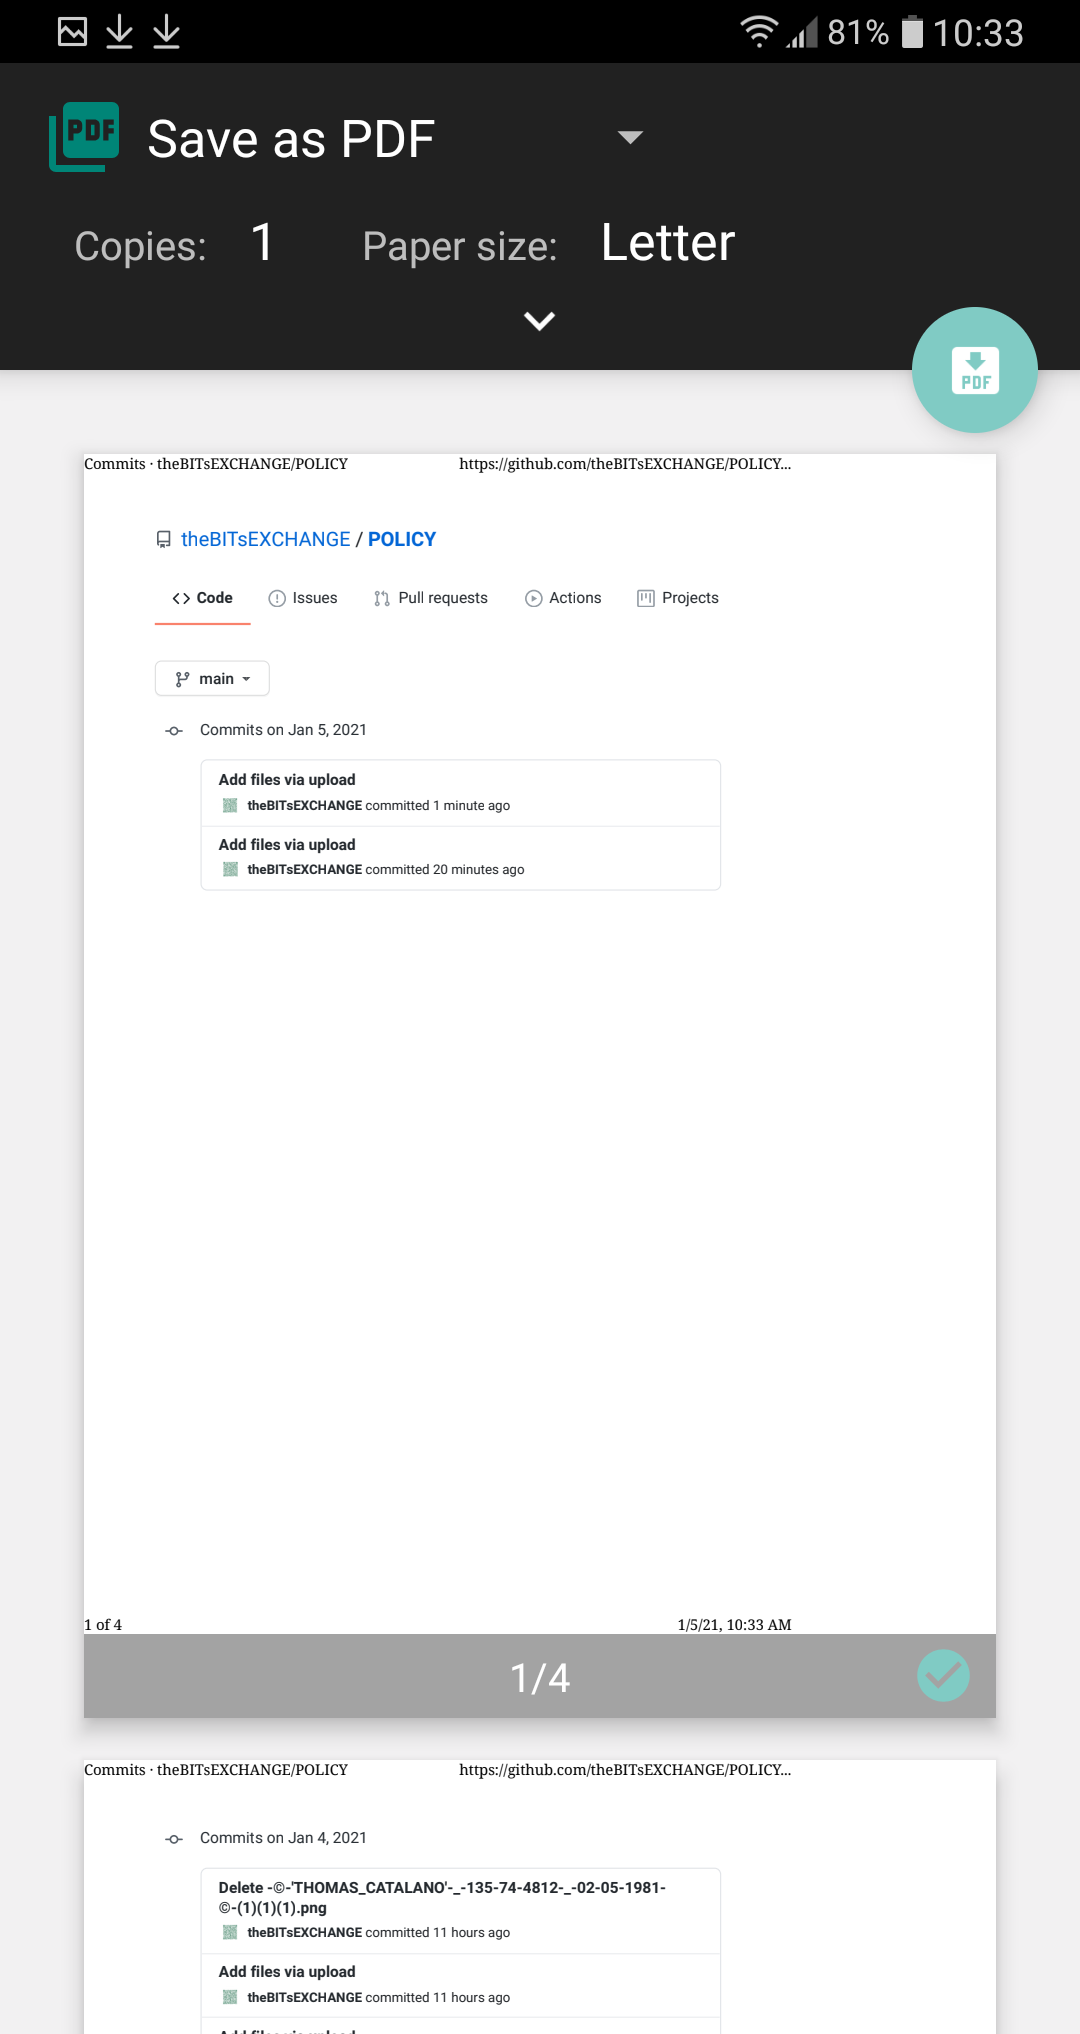 81% 10:33
PDF Save as PDF
Copies: 1 Paper size: Letter
PDF
Commits · theBITsEXCHANGE/POLICY https://github.com/theBITsEXCHANGE/POLICY...
theBITsEXCHANGE / POLICY
Code Issues Pull requests Actions Projects
main
Commits on Jan 5, 2021
Add files via upload
theBITsEXCHANGE committed 1 minute ago
Add files via upload
theBITsEXCHANGE committed 20 minutes ago
1 of 4 1/5/21, 10:33 AM
1/4
Commits · theBITsEXCHANGE/POLICY https://github.com/theBITsEXCHANGE/POLICY...
Commits on Jan 4, 2021
Delete -©-'THOMAS_CATALANO'-_-135-74-4812-_-02-05-1981-
©-(1)(1)(1).png
theBITsEXCHANGE committed 11 hours ago
Add files via upload
theBITsEXCHANGE committed 11 hours ago